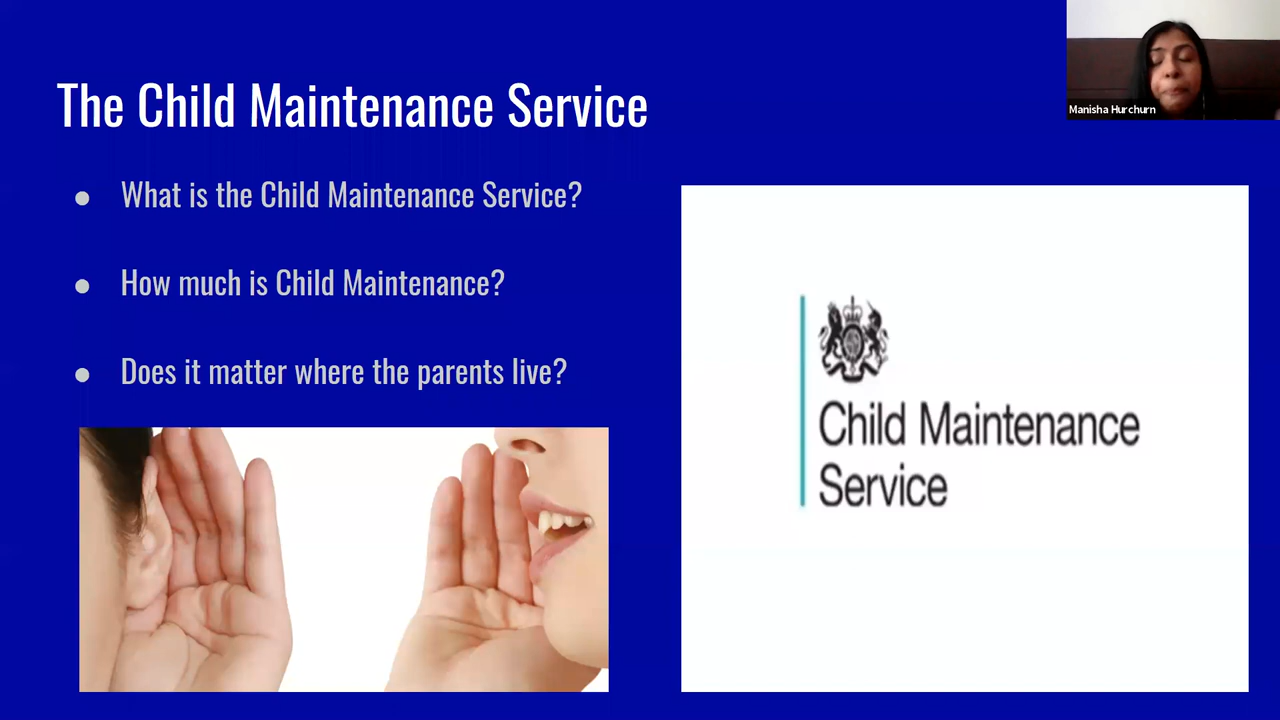 The Child Maintenance Service
Manisha Hurchurn
● What is the Child Maintenance Service?
● How much is Child Maintenance?
● Does it matter where the parents live?
Child Maintenance
Service